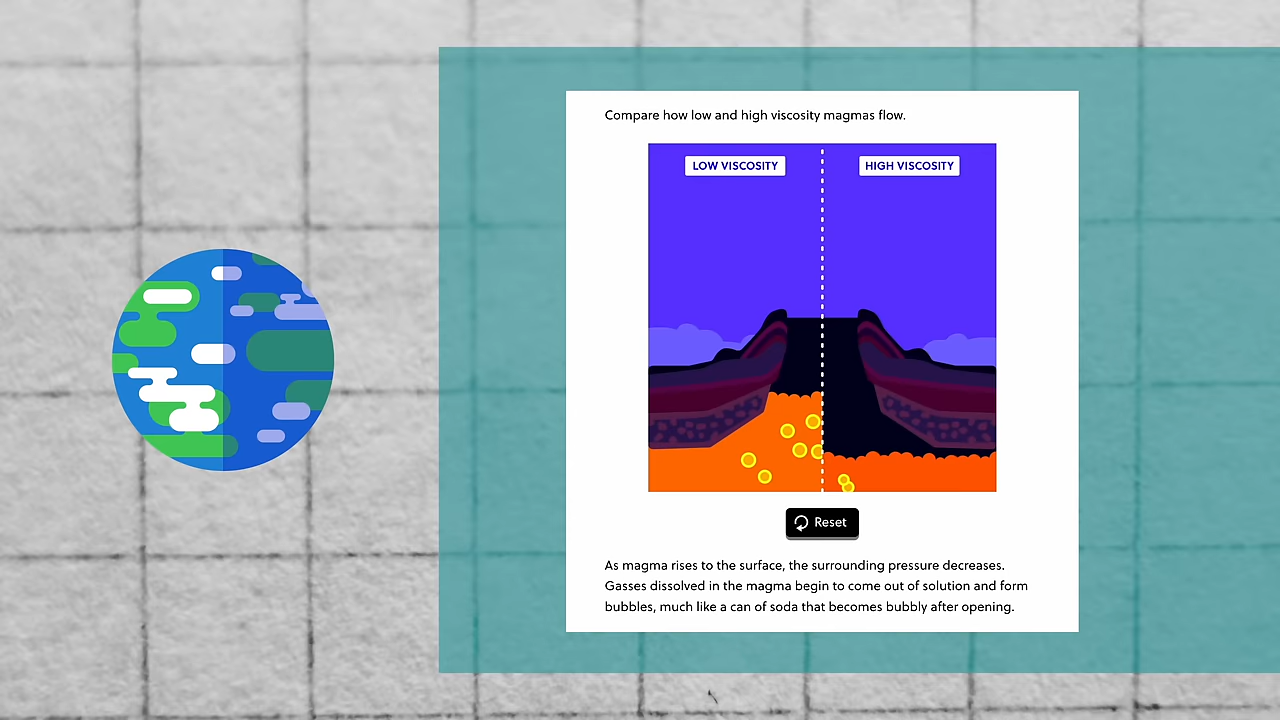 Compare how low and high viscosity magmas flow.
LOW VISCOSITY
HIGH VISCOSITY
Reset
As magma rises to the surface, the surrounding pressure decreases.
Gasses dissolved in the magma begin to come out of solution and form
bubbles, much like a can of soda that becomes bubbly after opening.